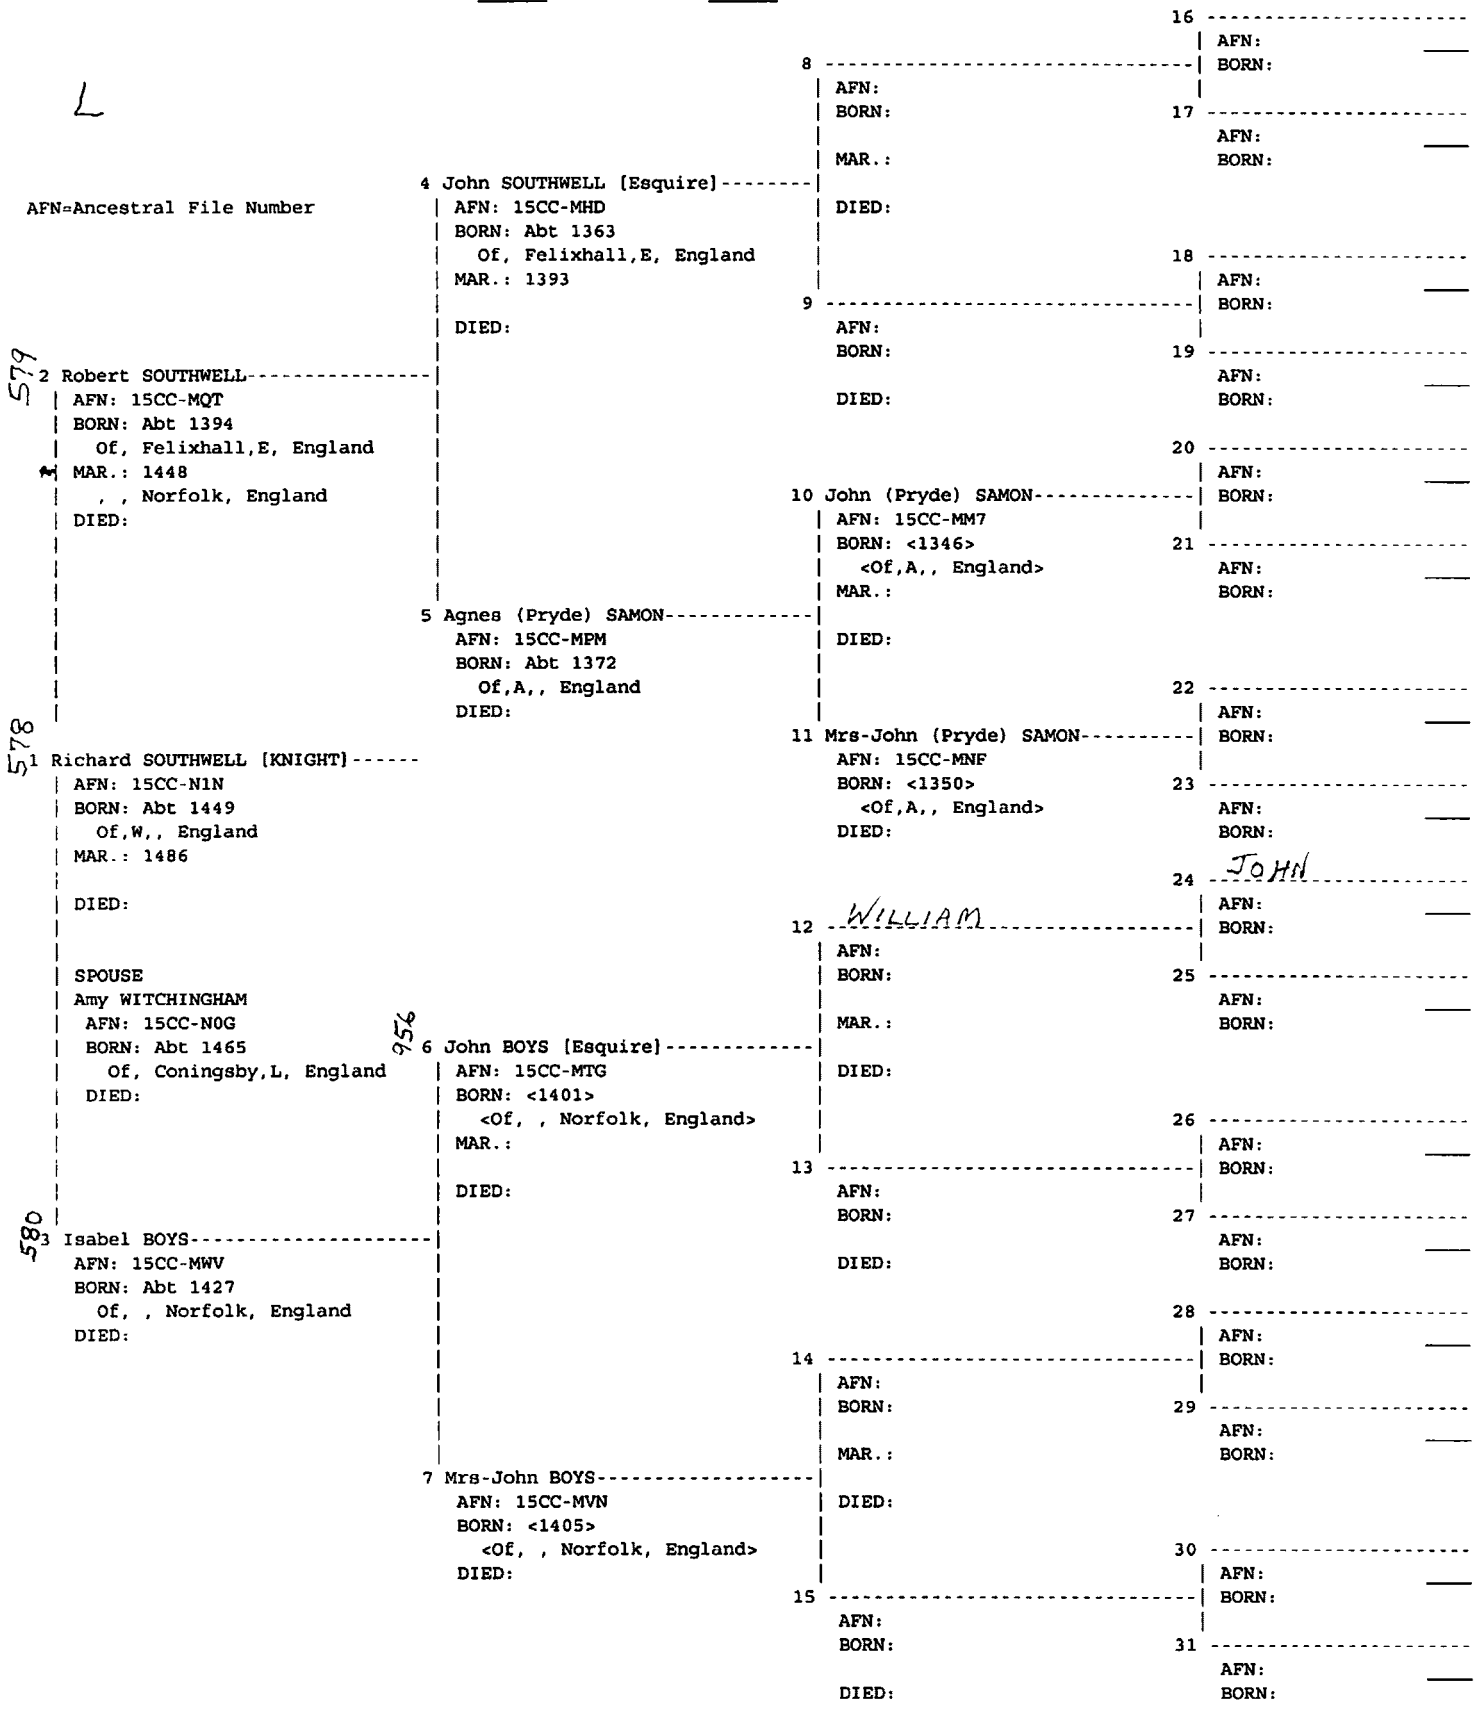 L
AFN=Ancestral File Number
579
2 Robert SOUTHWELL
AFN: 15CC-MQT
BORN: Abt 1394
Of, Felixhall,E, England
MAR.: 1448
, , Norfolk, England
DIED:
578
1 Richard SOUTHWELL [KNIGHT]
AFN: 15CC-N1N
BORN: Abt 1449
Of,W,, England
MAR.: 1486
DIED:
SPOUSE
Amy WITCHINGHAM
AFN: 15CC-N0G
BORN: Abt 1465
Of, Coningsby,L, England
DIED:
580
3 Isabel BOYS
AFN: 15CC-MWV
BORN: Abt 1427
Of, , Norfolk, England
DIED:
4 John SOUTHWELL [Esquire]
AFN: 15CC-MHD
BORN: Abt 1363
Of, Felixhall,E, England
MAR.: 1393
DIED:
5 Agnes (Pryde) SAMON
AFN: 15CC-MPM
BORN: Abt 1372
Of,A,, England
DIED:
956
6 John BOYS [Esquire]
AFN: 15CC-MTG
BORN: <1401>
<Of, , Norfolk, England>
MAR.:
DIED:
7 Mrs-John BOYS
AFN: 15CC-MVN
BORN: <1405>
<Of, , Norfolk, England>
DIED:
8
AFN:
BORN:
MAR.:
DIED:
9
AFN:
BORN:
DIED:
10 John (Pryde) SAMON
AFN: 15CC-MM7
BORN: <1346>
<Of,A,, England>
MAR.:
DIED:
11 Mrs-John (Pryde) SAMON
AFN: 15CC-MNF
BORN: <1350>
<Of,A,, England>
DIED:
12 WILLIAM
AFN:
BORN:
MAR.:
DIED:
13
AFN:
BORN:
DIED:
14
AFN:
BORN:
MAR.:
DIED:
15
AFN:
BORN:
DIED:
16
AFN:
BORN:
17
AFN:
BORN:
18
AFN:
BORN:
19
AFN:
BORN:
20
AFN:
BORN:
21
AFN:
BORN:
22
AFN:
BORN:
23
AFN:
BORN:
24 JOHN
AFN:
BORN:
25
AFN:
BORN:
26
AFN:
BORN:
27
AFN:
BORN:
28
AFN:
BORN:
29
AFN:
BORN:
30
AFN:
BORN:
31
AFN:
BORN: